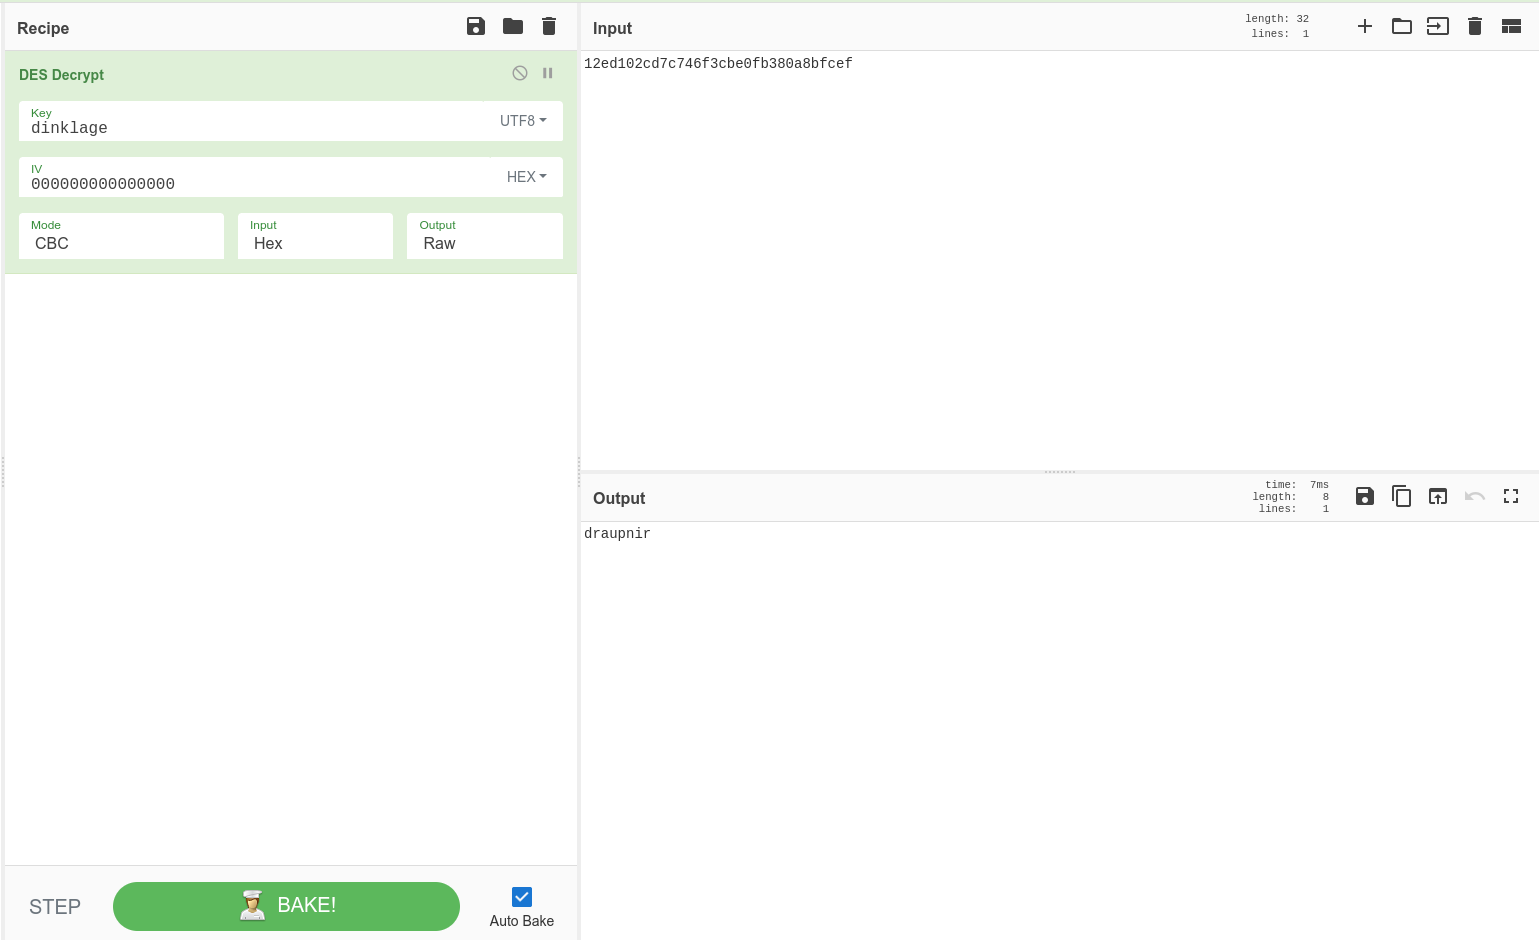 Recipe
DES Decrypt
Key
dinklage
UTF8
IV
0000000000000000
HEX
Mode
CBC
Input
Hex
Output
Raw
STEP
BAKE!
Auto Bake
Input
length: 32
lines: 1
12ed102cd7c746f3cbe0fb380a8bfcef
Output
time: 7ms
length: 8
lines: 1
draupnir